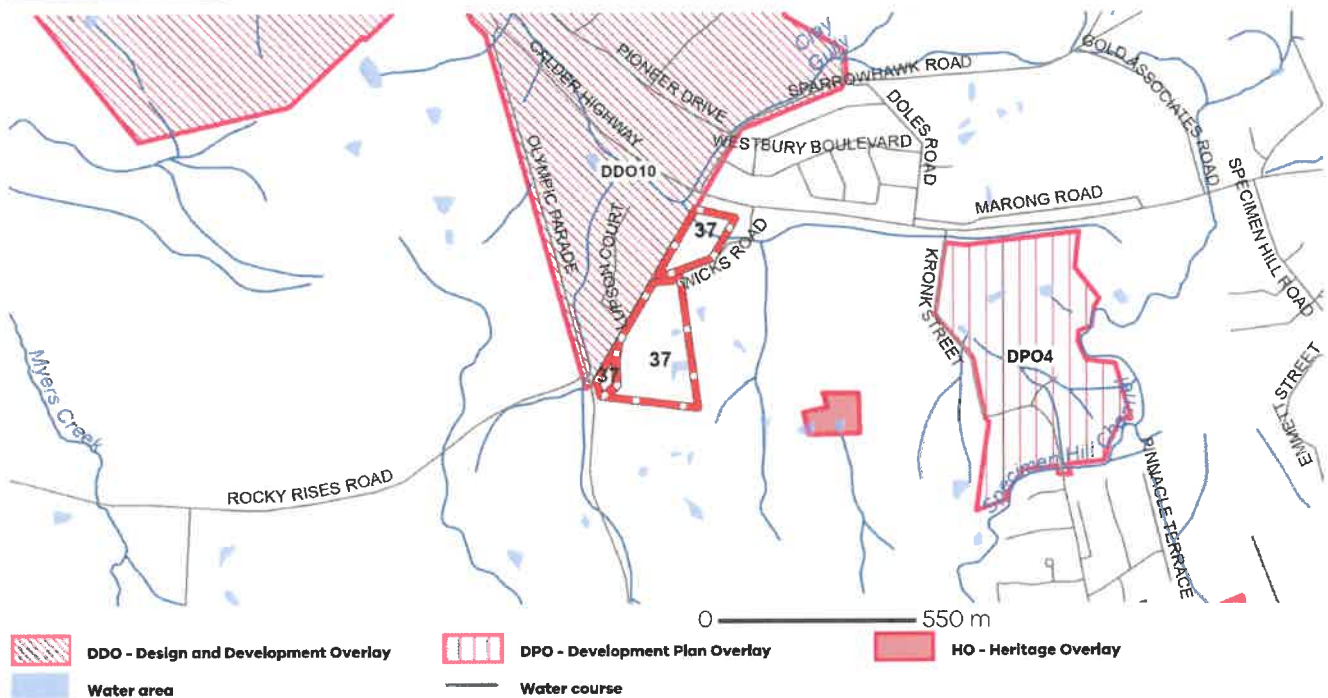 Clay
Gully
CALDER HIGHWAY
PIONEER DRIVE
SPARROWHAWK ROAD
GOLD ASSOCIATES ROAD
DOLES ROAD
WESTBURY BOULEVARD
OLYMPIC PARADE
DDO10
SPECIMEN HILL ROAD
MARONG ROAD
37
WICKS ROAD
KRONK STREET
COURT
37
37
DPO4
Myers Creek
EMMETT STREET
Specimen Hill
ROCKY RISES ROAD
PINNACLE TERRACE
0 550 m
DDO - Design and Development Overlay
DPO - Development Plan Overlay
HO - Heritage Overlay
Water area
Water course